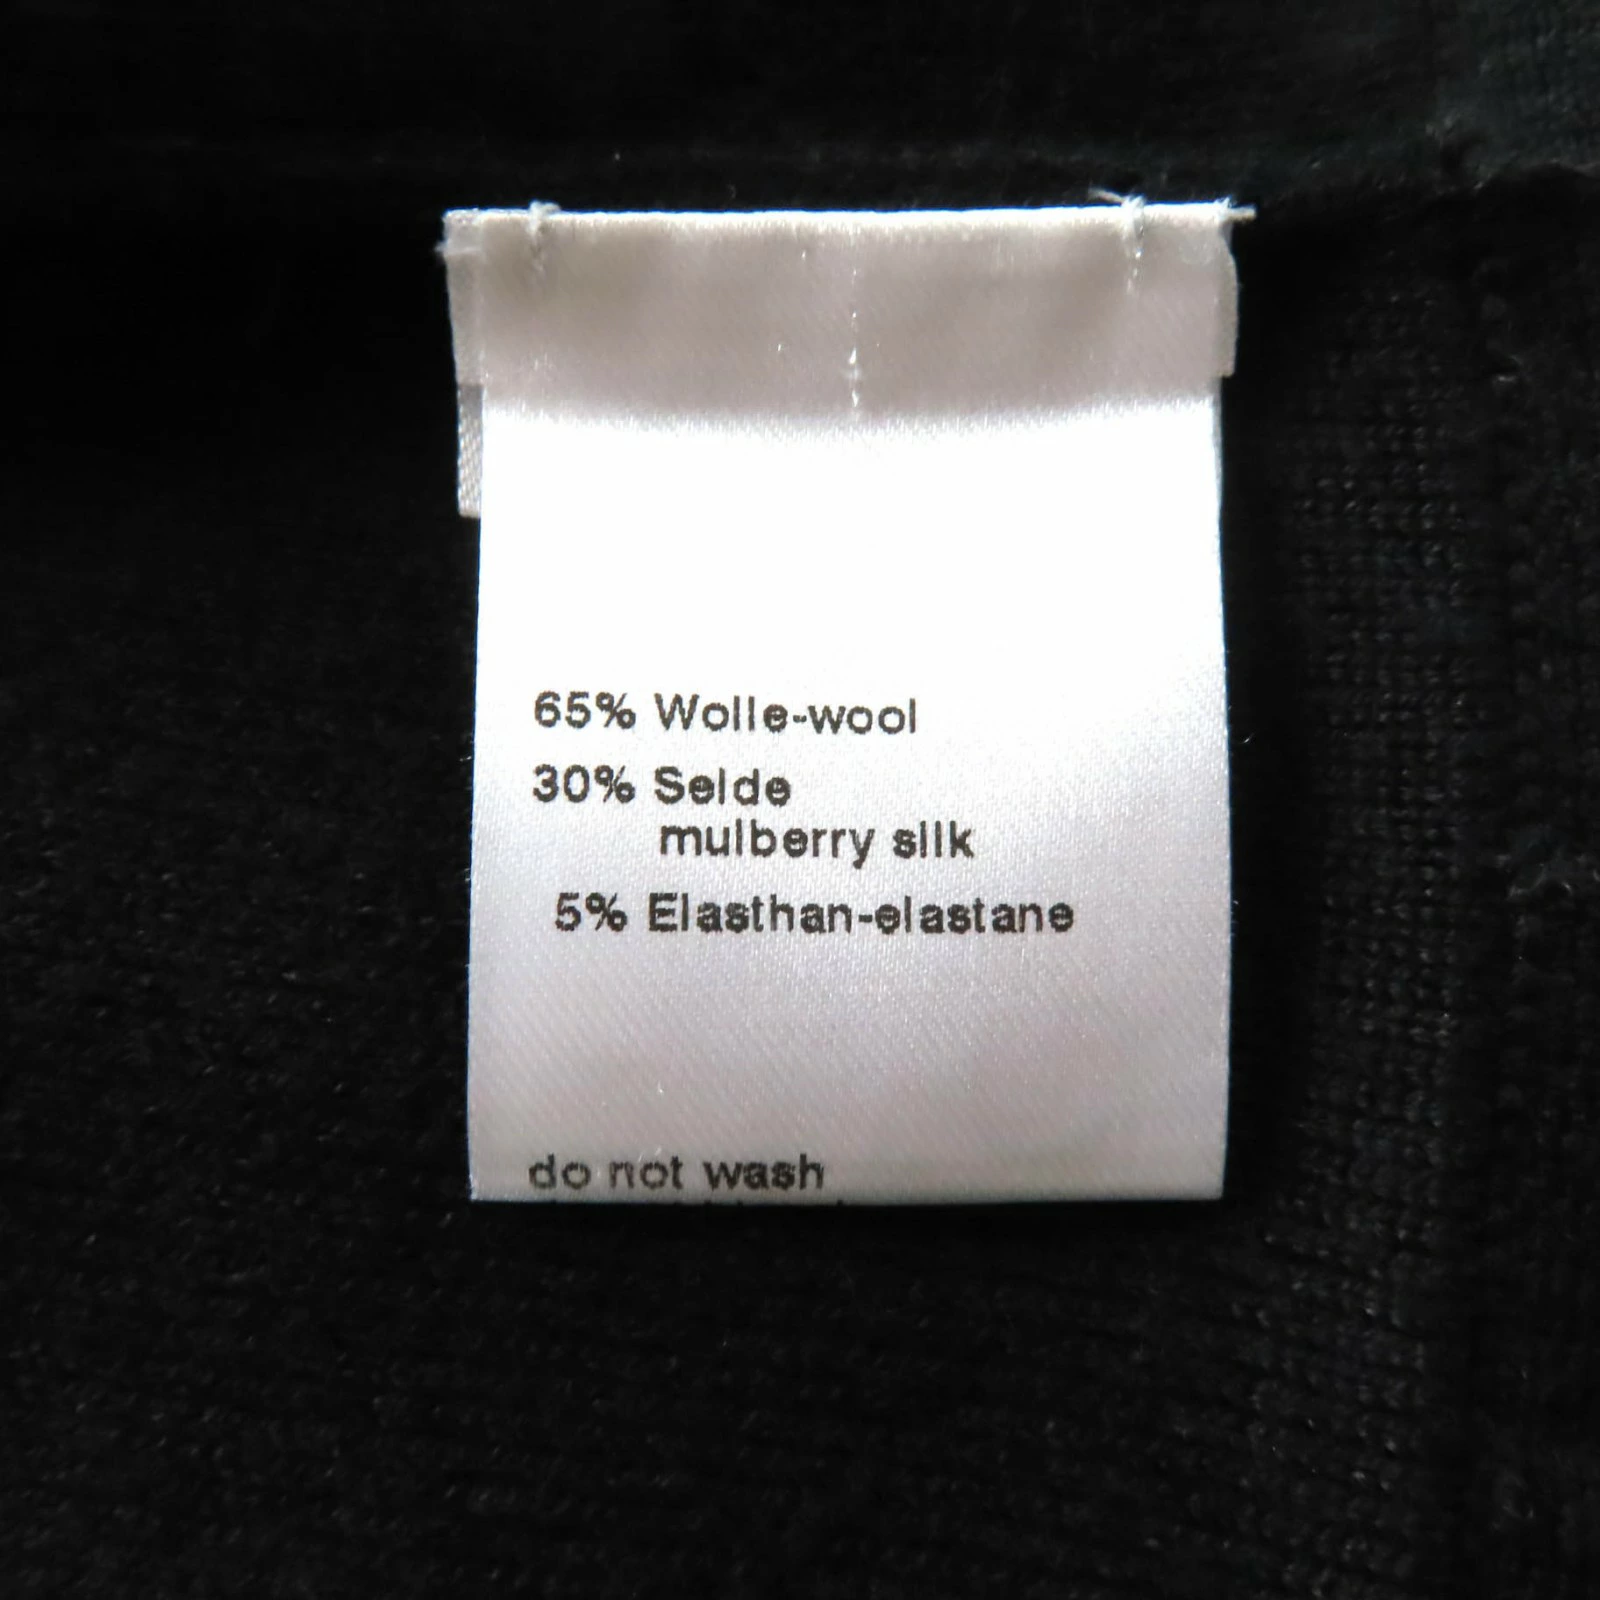 65% Wolle-wool
30% Seide
mulberry silk
5% Elasthan-elastane
do not wash